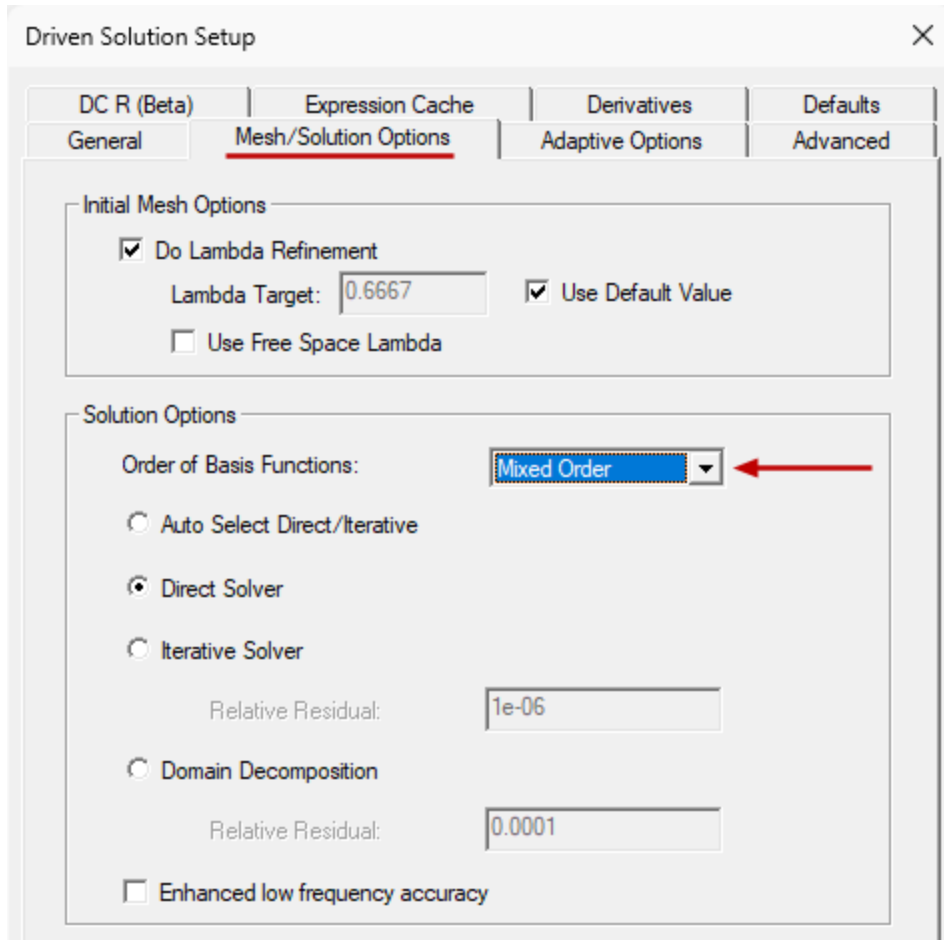 Driven Solution Setup
DC R (Beta) Expression Cache Derivatives Defaults
General Mesh/Solution Options Adaptive Options Advanced
Initial Mesh Options
Do Lambda Refinement
Lambda Target: 0.6667 Use Default Value
Use Free Space Lambda
Solution Options
Order of Basis Functions: Mixed Order
Auto Select Direct/Iterative
Direct Solver
Iterative Solver
Relative Residual: 1e-06
Domain Decomposition
Relative Residual: 0.0001
Enhanced low frequency accuracy